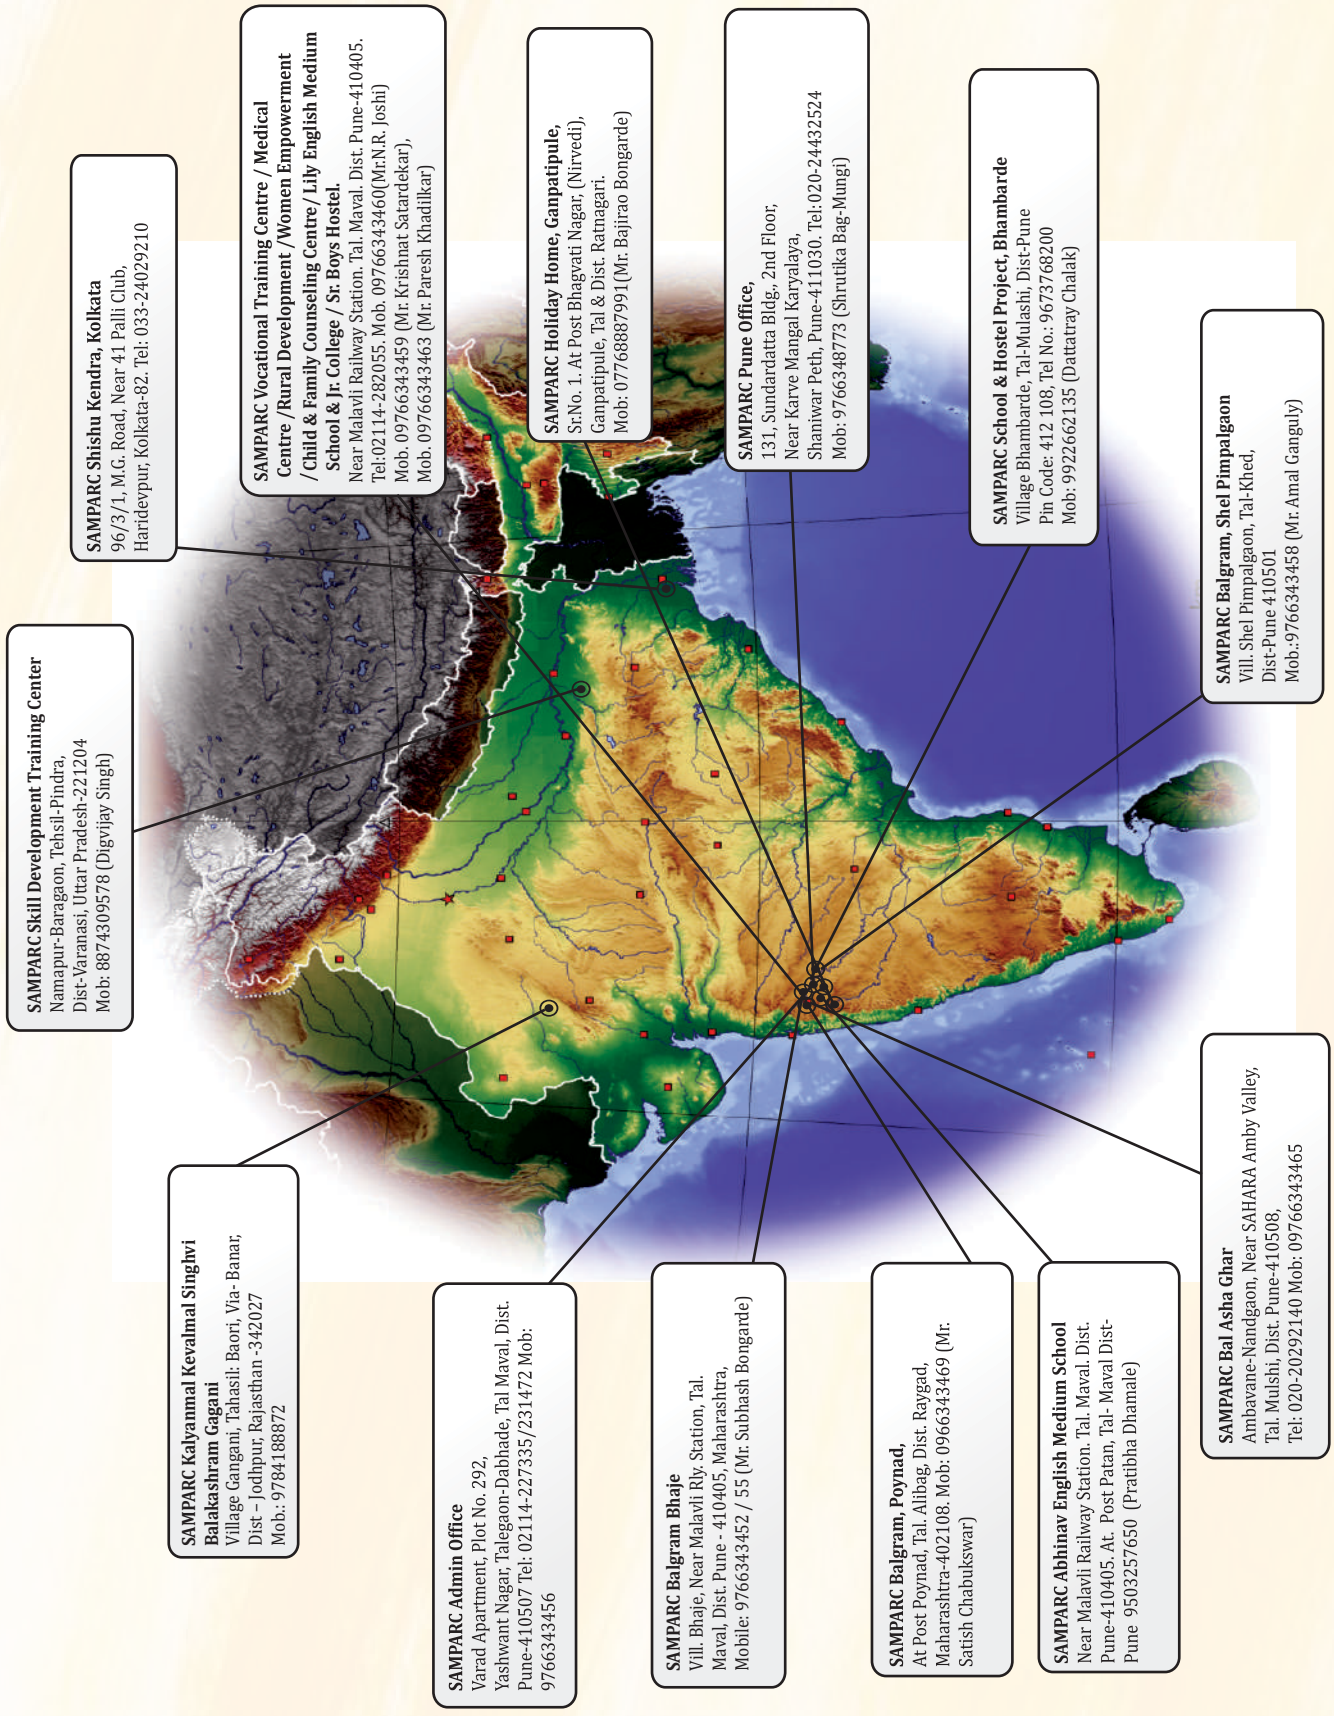 SAMPARC Skill Development Training Center
Namapur-Baragaon, Tehsil-Pindra,
Dist-Varanasi, Uttar Pradesh-221204
Mob: 8874309578 (Digvijay Singh)
SAMPARC Shishu Kendra, Kolkata
96/3/1, M.G. Road, Near 41 Palli Club,
Haridevpur, Kolkata-82. Tel: 033-24029210
SAMPARC Kalyanmal Kevalmal Singhvi
Balakashram Gagani
Village Gangani, Tahasil: Baori, Via- Banar,
Dist – Jodhpur, Rajasthan -342027
Mob.: 9784188872
SAMPARC Vocational Training Centre / Medical
Centre /Rural Development /Women Empowerment
/ Child & Family Counseling Centre/ Lily English Medium
School & Jr. College / Sr. Boys Hostel.
Near Malavli Railway Station. Tal. Maval. Dist. Pune-410405.
Tel:02114-282055. Mob. 09766343460(Mr.N.R. Joshi)
Mob. 09766343459 (Mr. Krishnat Satardekar),
Mob. 09766343463 (Mr. Paresh Khadilkar)
SAMPARC Admin Office
Varad Apartment, Plot No. 292,
Yashwant Nagar, Talegaon-Dabhade, Tal Maval, Dist.
Pune-410507 Tel: 02114-227335/231472 Mob:
9766343456
SAMPARC Holiday Home, Ganpatipule,
Sr.No. 1. At Post Bhagvati Nagar, (Nirvedi),
Ganpatipule, Tal & Dist. Ratnagari.
Mob: 07768887991(Mr. Bajirao Bongarde)
SAMPARC Balgram Bhaje
Vill. Bhaje, Near Malavli Rly. Station, Tal.
Maval, Dist. Pune - 410405, Maharashtra,
Mobile: 9766343452 / 55 (Mr. Subhash Bongarde)
SAMPARC Pune Office,
131, Sundardatta Bldg., 2nd Floor,
Near Karve Mangal Karyalaya,
Shaniwar Peth, Pune-411030. Tel:020-24432524
Mob: 9766348773 (Shrutika Bag-Mungi)
SAMPARC Balgram, Poynad,
At Post Poynad, Tal. Alibag, Dist. Raygad,
Maharashtra-402108. Mob: 0966343469 (Mr.
Satish Chabukswar)
SAMPARC School & Hostel Project, Bhambarde
Village Bhambarde, Tal-Mulashi, Dist-Pune
Pin Code: 412 108, Tel No.: 9673768200
Mob: 9922662135 (Dattatray Chalak)
SAMPARC Abhinav English Medium School
Near Malavli Railway Station. Tal. Maval. Dist.
Pune-410405. At. Post Patan, Tal- Maval Dist-
Pune 9503257650 (Pratibha Dhamale)
SAMPARC Balgram, Shel Pimpalgaon
Vill. Shel Pimpalgaon, Tal-Khed,
Dist-Pune 410501
Mob.:9766343458 (Mr. Amal Ganguly)
SAMPARC Bal Asha Ghar
Ambavane-Nandgaon, Near SAHARA Amby Valley,
Tal. Mulshi, Dist. Pune-410508,
Tel: 020-20292140 Mob: 09766343465